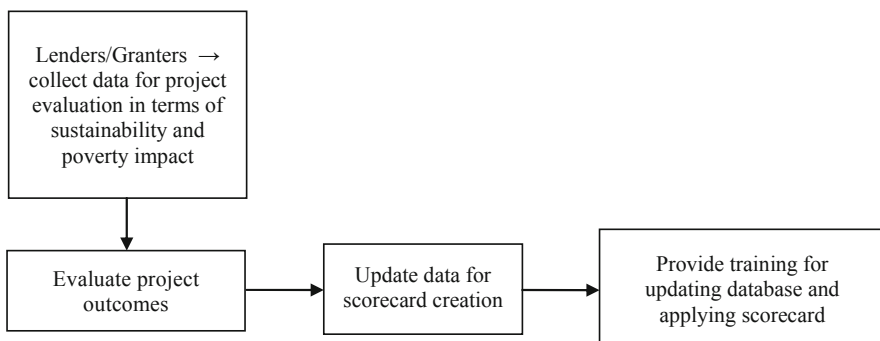 Lenders/Granters →
collect data for project
evaluation in terms of
sustainability and
poverty impact
Evaluate project
outcomes
Update data for
scorecard creation
Provide training for
updating database and
applying scorecard